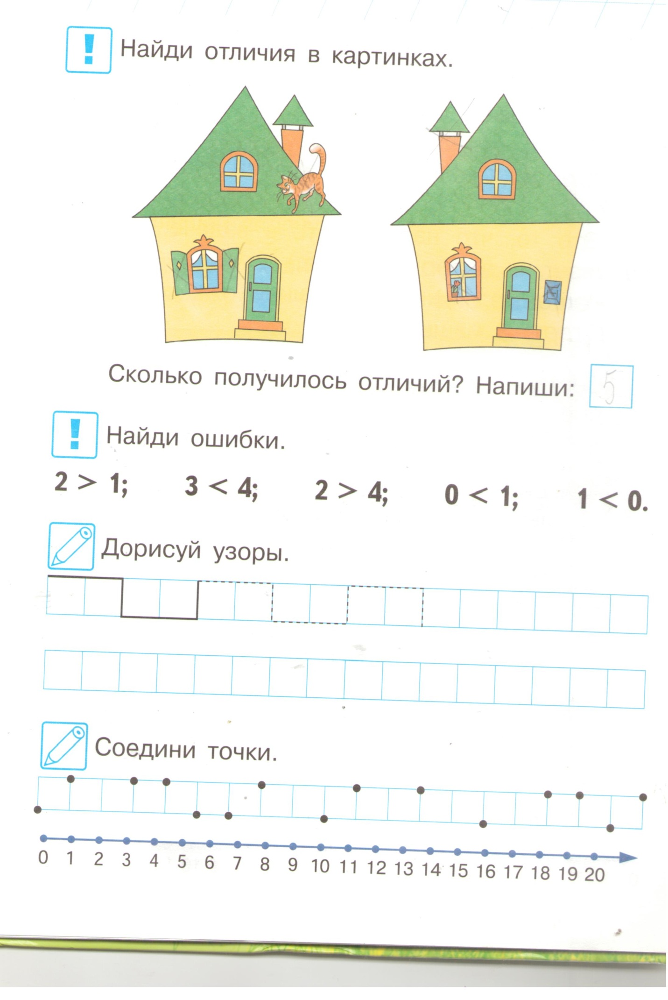 ! Найди отличия в картинках.
Сколько получилось отличий? Напиши: 5
! Найди ошибки.
2 > 1; 3 < 4; 2 > 4; 0 < 1; 1 < 0.
Дорисуй узоры.
Соедини точки.
0 1 2 3 4 5 6 7 8 9 10 11 12 13 14 15 16 17 18 19 20